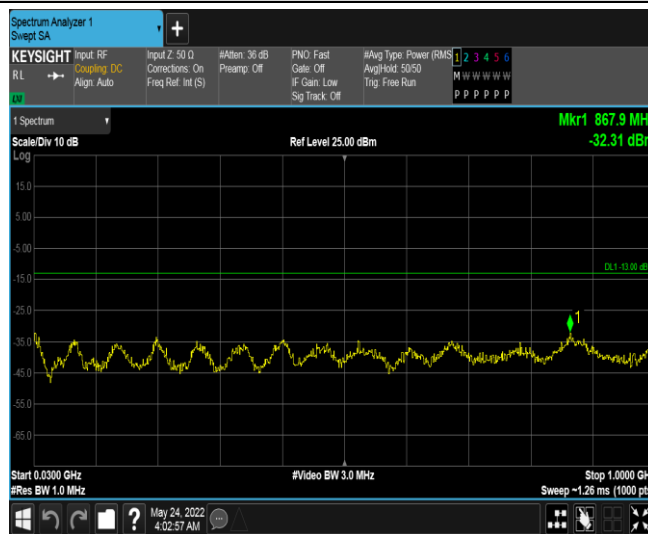 Spectrum Analyzer 1
Swept SA
+
KEYSIGHT
RL
LXI
Input: RF
Coupling: DC
Align: Auto
Input Z: 50 Ω
Corrections: On
Freq Ref: Int (S)
#Atten: 36 dB
Preamp: Off
PNO: Fast
Gate: Off
IF Gain: Low
Sig Track: Off
#Avg Type: Power (RMS
Avg|Hold: 50/50
Trig: Free Run
1 2 3 4 5 6
M W W W W W
P P P P P P
1 Spectrum
Scale/Div 10 dB
Log
Ref Level 25.00 dBm
Mkr1 867.9 MH
-32.31 dBr
15.0
5.00
-5.00
DL1 -13.00 dB
-15.0
-25.0
1
-35.0
-45.0
-55.0
-65.0
Start 0.0300 GHz
#Res BW 1.0 MHz
#Video BW 3.0 MHz
Stop 1.0000 GH
Sweep ~1.26 ms (1000 pt
?
May 24, 2022
4:02:57 AM